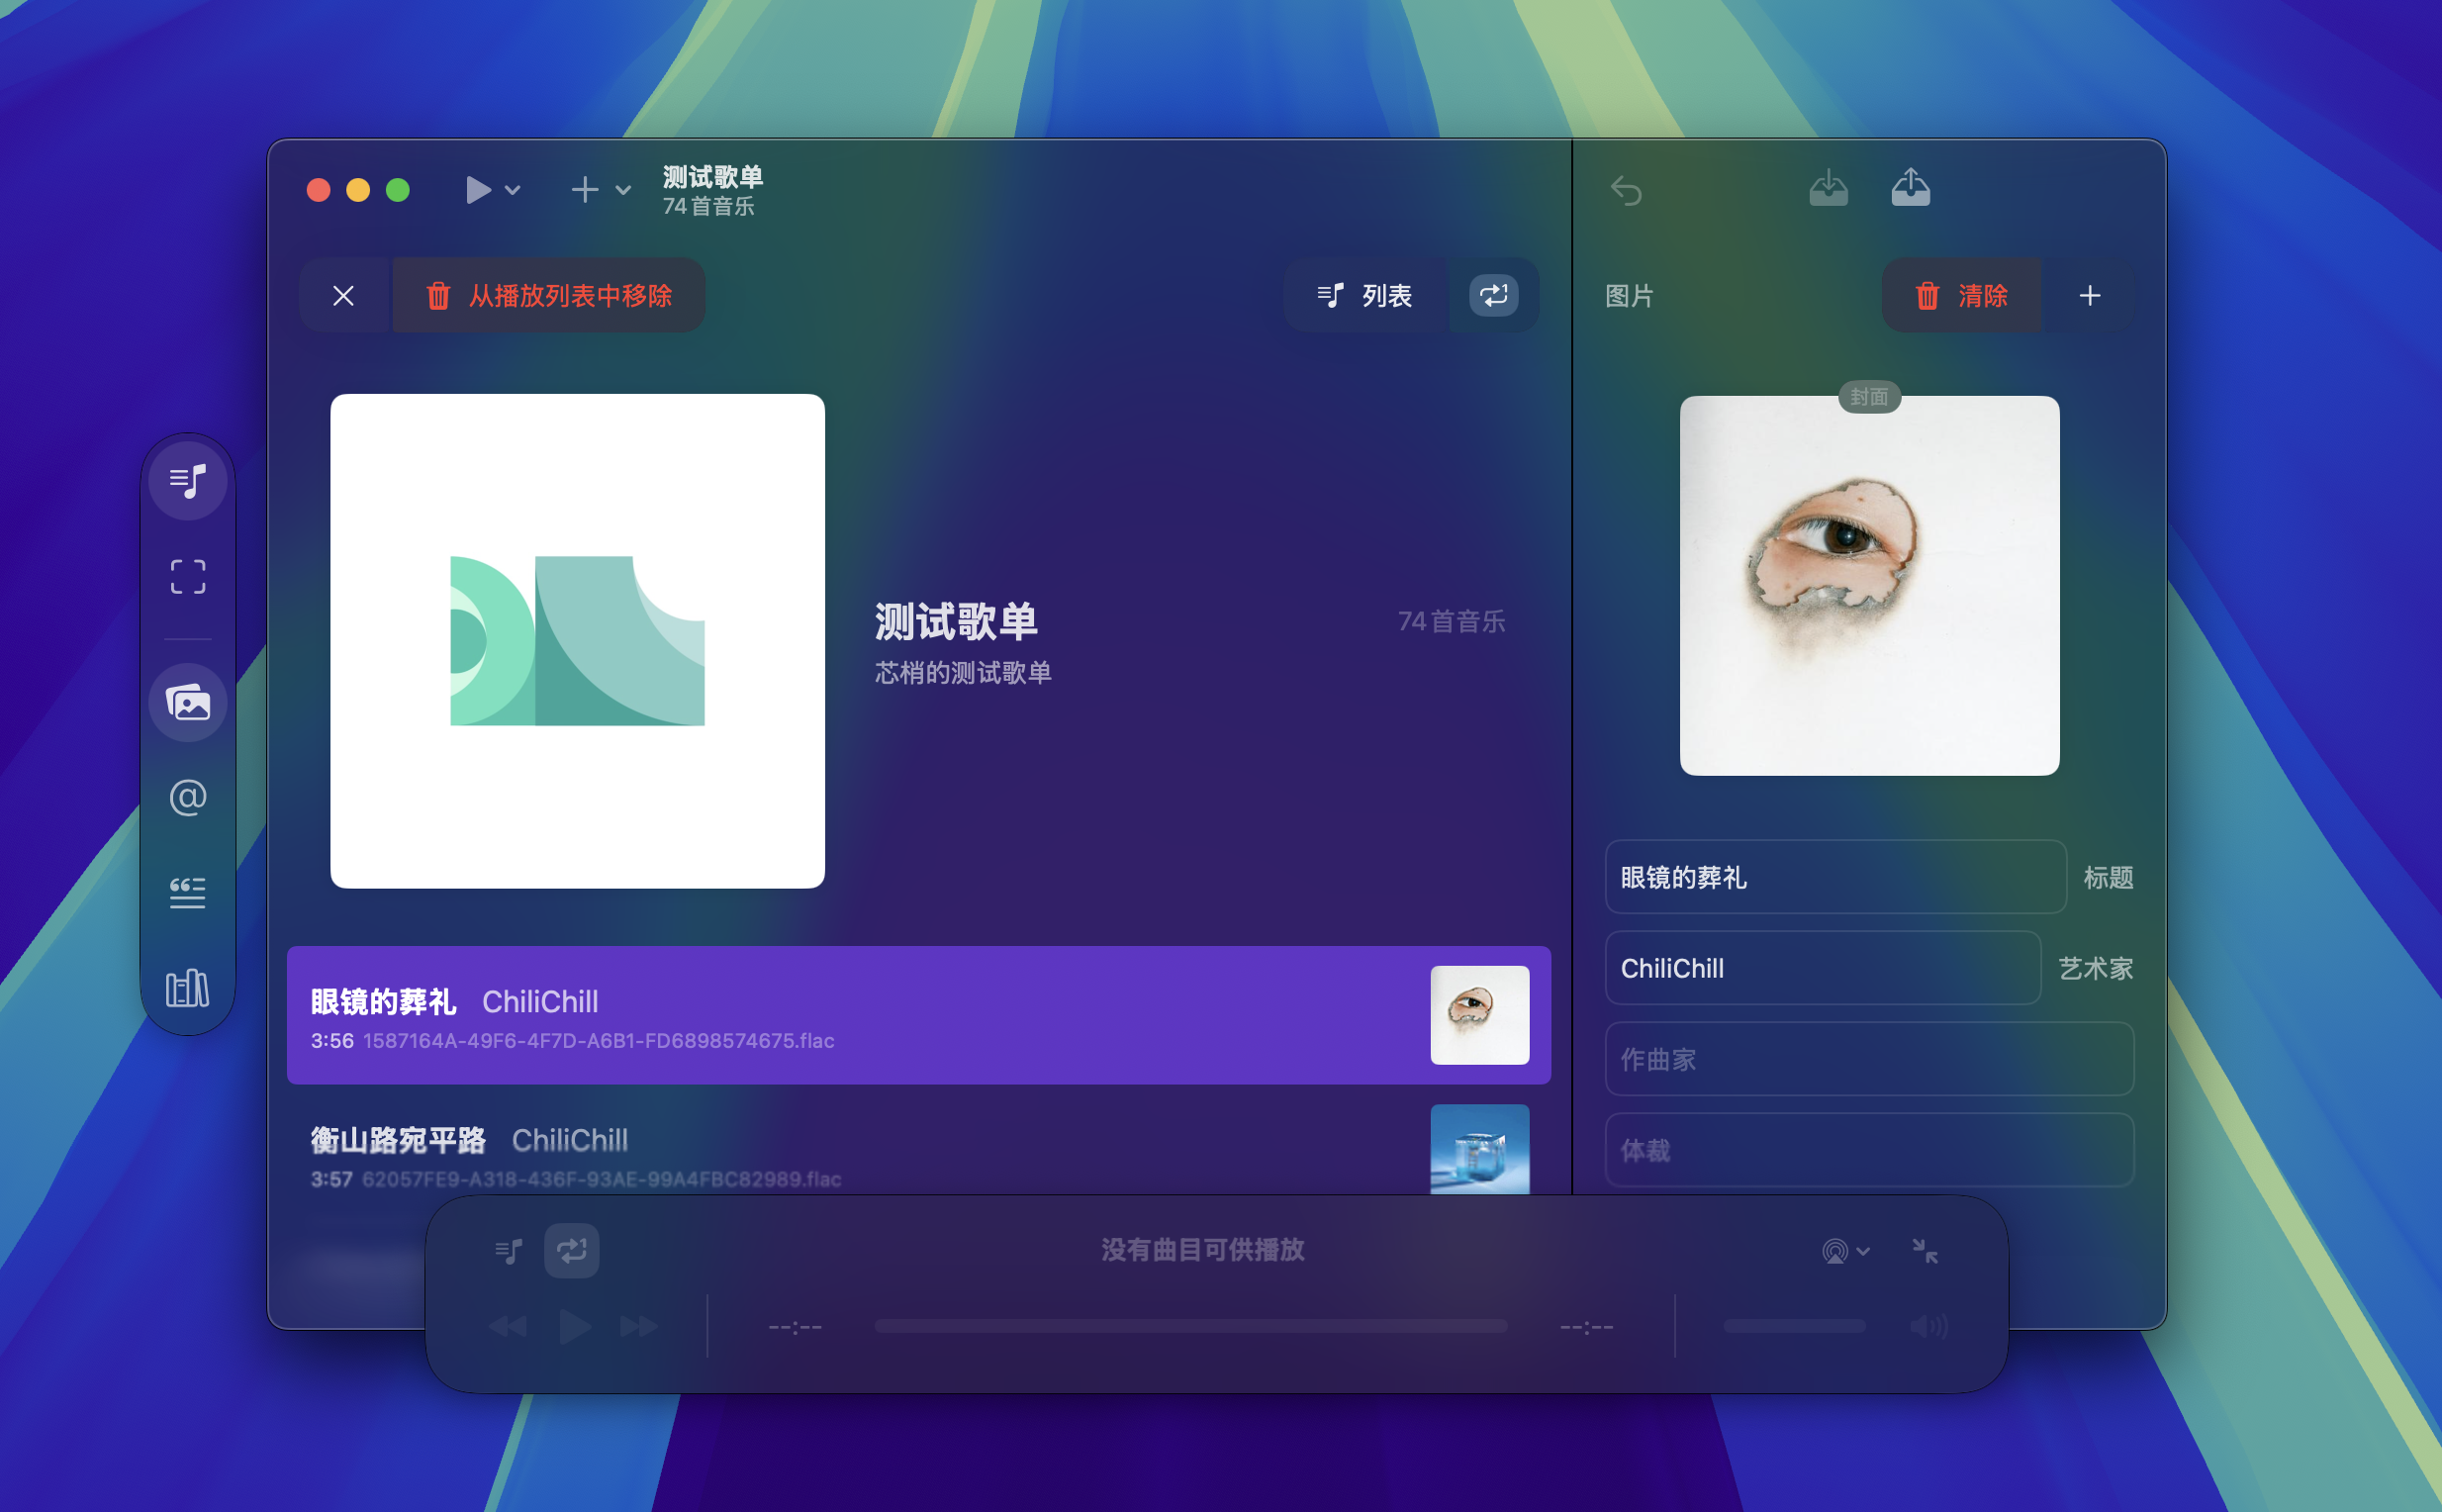 测试歌单
74首音乐
从播放列表中移除
列表
图片
清除
封面
测试歌单
芯梢的测试歌单
74首音乐
眼镜的葬礼 ChiliChill
3:56 1587164A-49F6-4F7D-A6B1-FD6898574675.flac
衡山路宛平路 ChiliChill
3:57 62057FE9-A318-436F-93AE-99A4FBC82989.flac
眼镜的葬礼 标题
ChiliChill 艺术家
作曲家
体裁
没有曲目可供播放
--:-- --:--